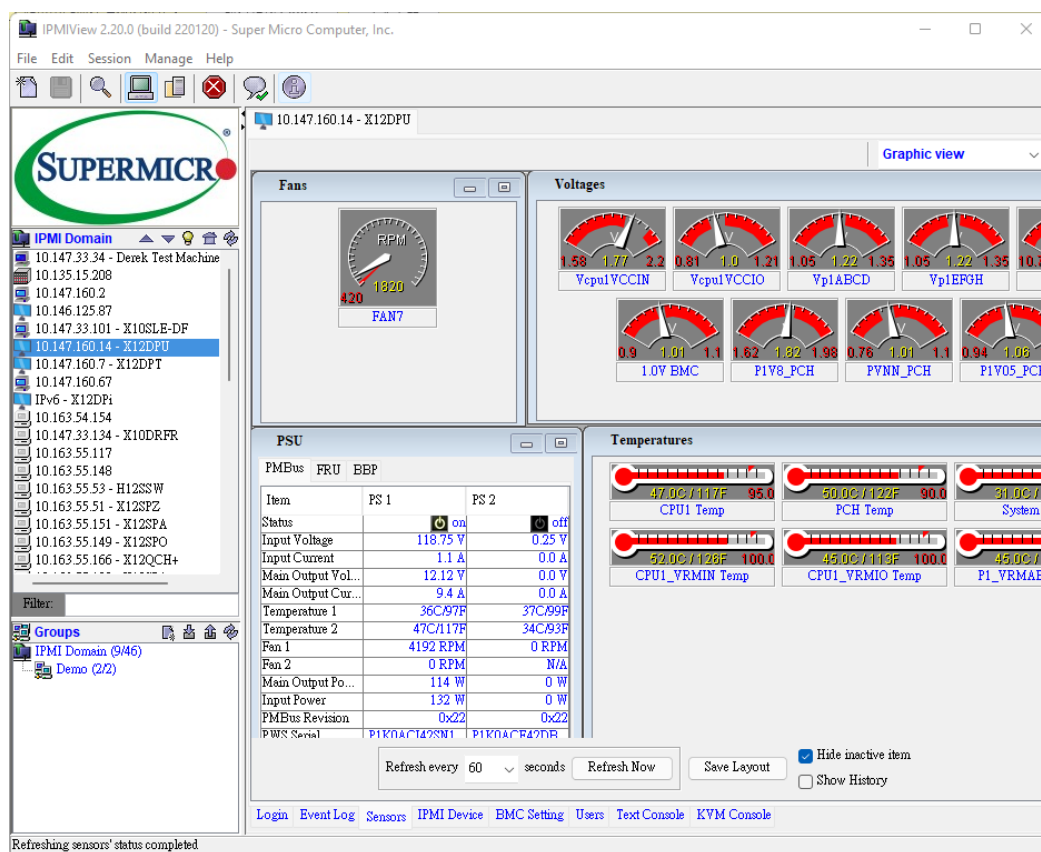 IPMIView 2.20.0 (build 220120) - Super Micro Computer, Inc.
File Edit Session Manage Help
SUPERMICR
®
10.147.160.14 - X12DPU
Graphic view
IPMI Domain
10.147.33.34 - Derek Test Machine
10.135.15.208
10.147.160.2
10.146.125.87
10.147.33.101 - X10SLE-DF
10.147.160.14 - X12DPU
10.147.160.7 - X12DPT
10.147.160.67
IPv6 - X12DPi
10.163.54.154
10.147.33.134 - X10DRFR
10.163.55.117
10.163.55.148
10.163.55.53 - H12SSW
10.163.55.51 - X12SPZ
10.163.55.151 - X12SPA
10.163.55.149 - X12SPO
10.163.55.166 - X12QCH+
Filter:
Groups
IPMI Domain (9/46)
Demo (2/2)
Fans
RPM
1820
420
FAN7
Voltages
V
1.58 1.77 2.2
Vcpu1VCCIN
0.81 1.0 1.21
Vcpu1VCCIO
1.05 1.22 1.35
Vp1ABCD
1.05 1.22 1.35
Vp1EFGH
10.7
0.9 1.01 1.1
1.0V BMC
1.62 1.82 1.98
P1V8_PCH
0.76 1.01 1.1
PVNN_PCH
0.94 1.06
P1V05_PCH
PSU
PMBus FRU BBP
Item PS 1 PS 2
Status on off
Input Voltage 118.75 V 0.25 V
Input Current 1.1 A 0.0 A
Main Output Vol... 12.12 V 0.0 V
Main Output Cur... 9.4 A 0.0 A
Temperature 1 36C/97F 37C/99F
Temperature 2 47C/117F 34C/93F
Fan 1 4192 RPM 0 RPM
Fan 2 0 RPM N/A
Main Output Po... 114 W 0 W
Input Power 132 W 0 W
PMBus Revision 0x22 0x22
PWS Serial P1K0ACI42SN1 P1K0ACF42DB
Temperatures
47.0C/117F 95.0
CPU1 Temp
50.0C/122F 90.0
PCH Temp
31.0C/
System
52.0C/126F 100.0
CPU1_VRMIN Temp
45.0C/113F 100.0
CPU1_VRMIO Temp
45.0C/1
P1_VRMAB
Refresh every 60 seconds Refresh Now Save Layout
Hide inactive item
Show History
Login Event Log Sensors IPMI Device BMC Setting Users Text Console KVM Console
Refreshing sensors' status completed